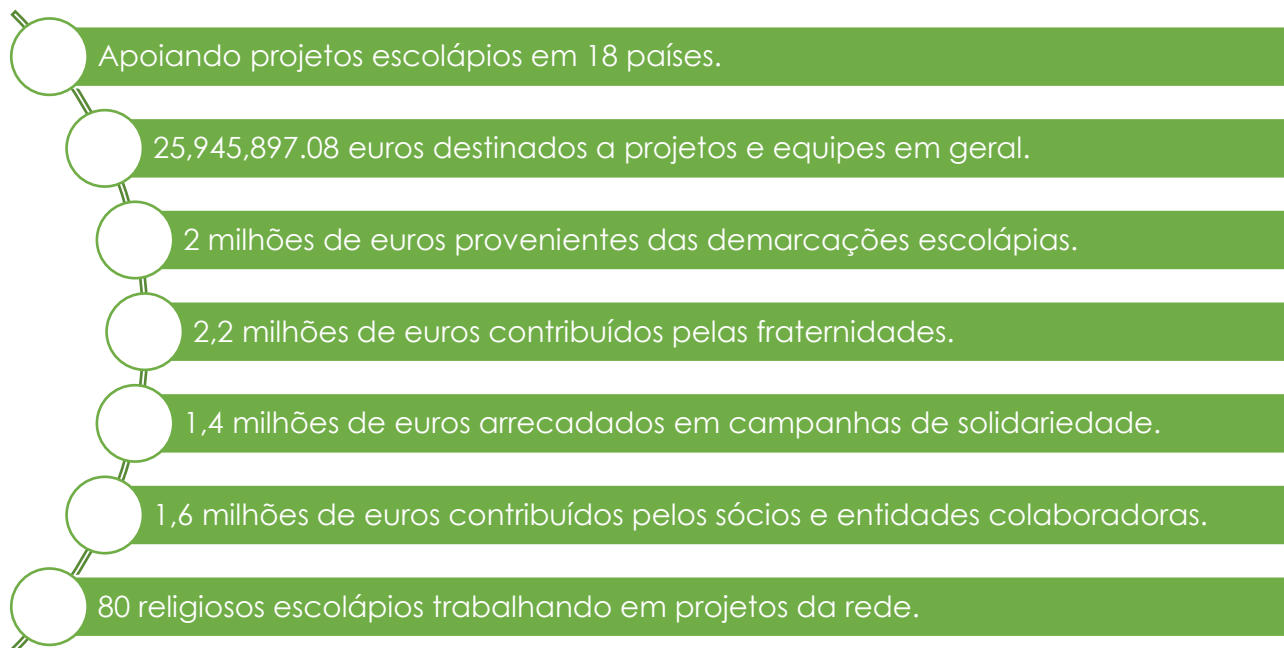 Apoiando projetos escolápios em 18 países.
25,945,897.08 euros destinados a projetos e equipes em geral.
2 milhões de euros provenientes das demarcações escolápias.
2,2 milhões de euros contribuídos pelas fraternidades.
1,4 milhões de euros arrecadados em campanhas de solidariedade.
1,6 milhões de euros contribuídos pelos sócios e entidades colaboradoras.
80 religiosos escolápios trabalhando em projetos da rede.